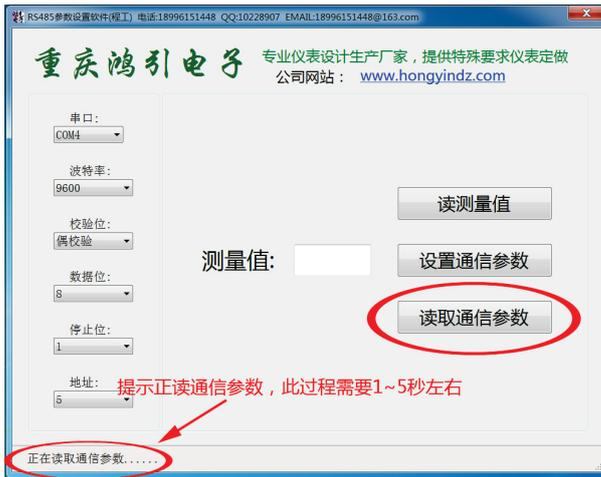 RS485参数设置软件(程工) 电话:18996151448 QQ:10228907 EMAIL:18996151448@163.com
重庆鸿引电子
专业仪表设计生产厂家，提供特殊要求仪表定做
公司网站： www.hongyindz.com
串口:
COM4
波特率:
9600
校验位:
偶校验
数据位:
8
停止位:
1
地址:
5
读测量值
测量值:
设置通信参数
读取通信参数
提示正读通信参数，此过程需要1~5秒左右
正在读取通信参数......